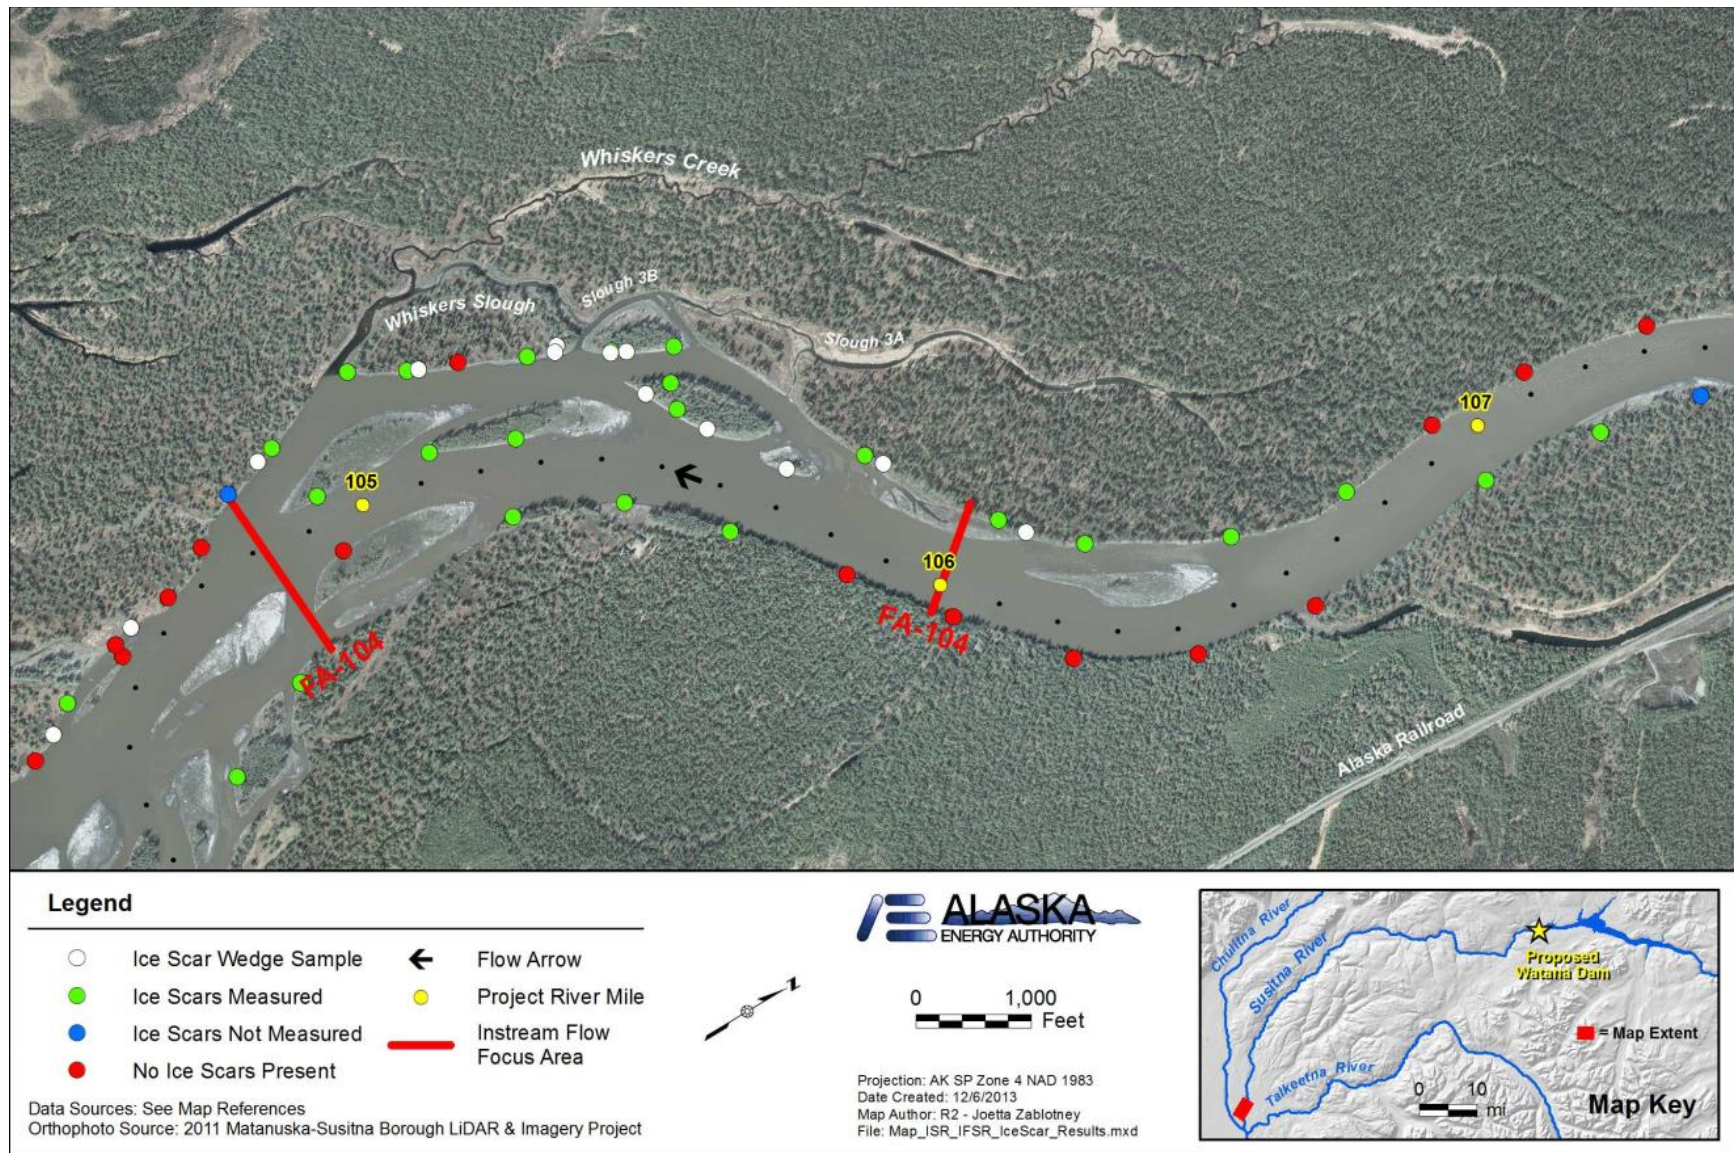 Whiskers Creek
Slough 3B
Whiskers Slough
Slough 3A
107
105
106
FA-104
FA-104
Alaska Railroad
Legend
Ice Scar Wedge Sample
Ice Scars Measured
Ice Scars Not Measured
No Ice Scars Present
Flow Arrow
Project River Mile
Instream Flow
Focus Area
Data Sources: See Map References
Orthophoto Source: 2011 Matanuska-Susitna Borough LiDAR & Imagery Project
ALASKA
ENERGY AUTHORITY
N
0 1,000
Feet
Projection: AK SP Zone 4 NAD 1983
Date Created: 12/6/2013
Map Author: R2 - Joetta Zablotney
File: Map_ISR_IFSR_IceScar_Results.mxd
Chulitna River
Susitna River
Proposed
Watana Dam
= Map Extent
Talkeetna River
0 10
mi
Map Key